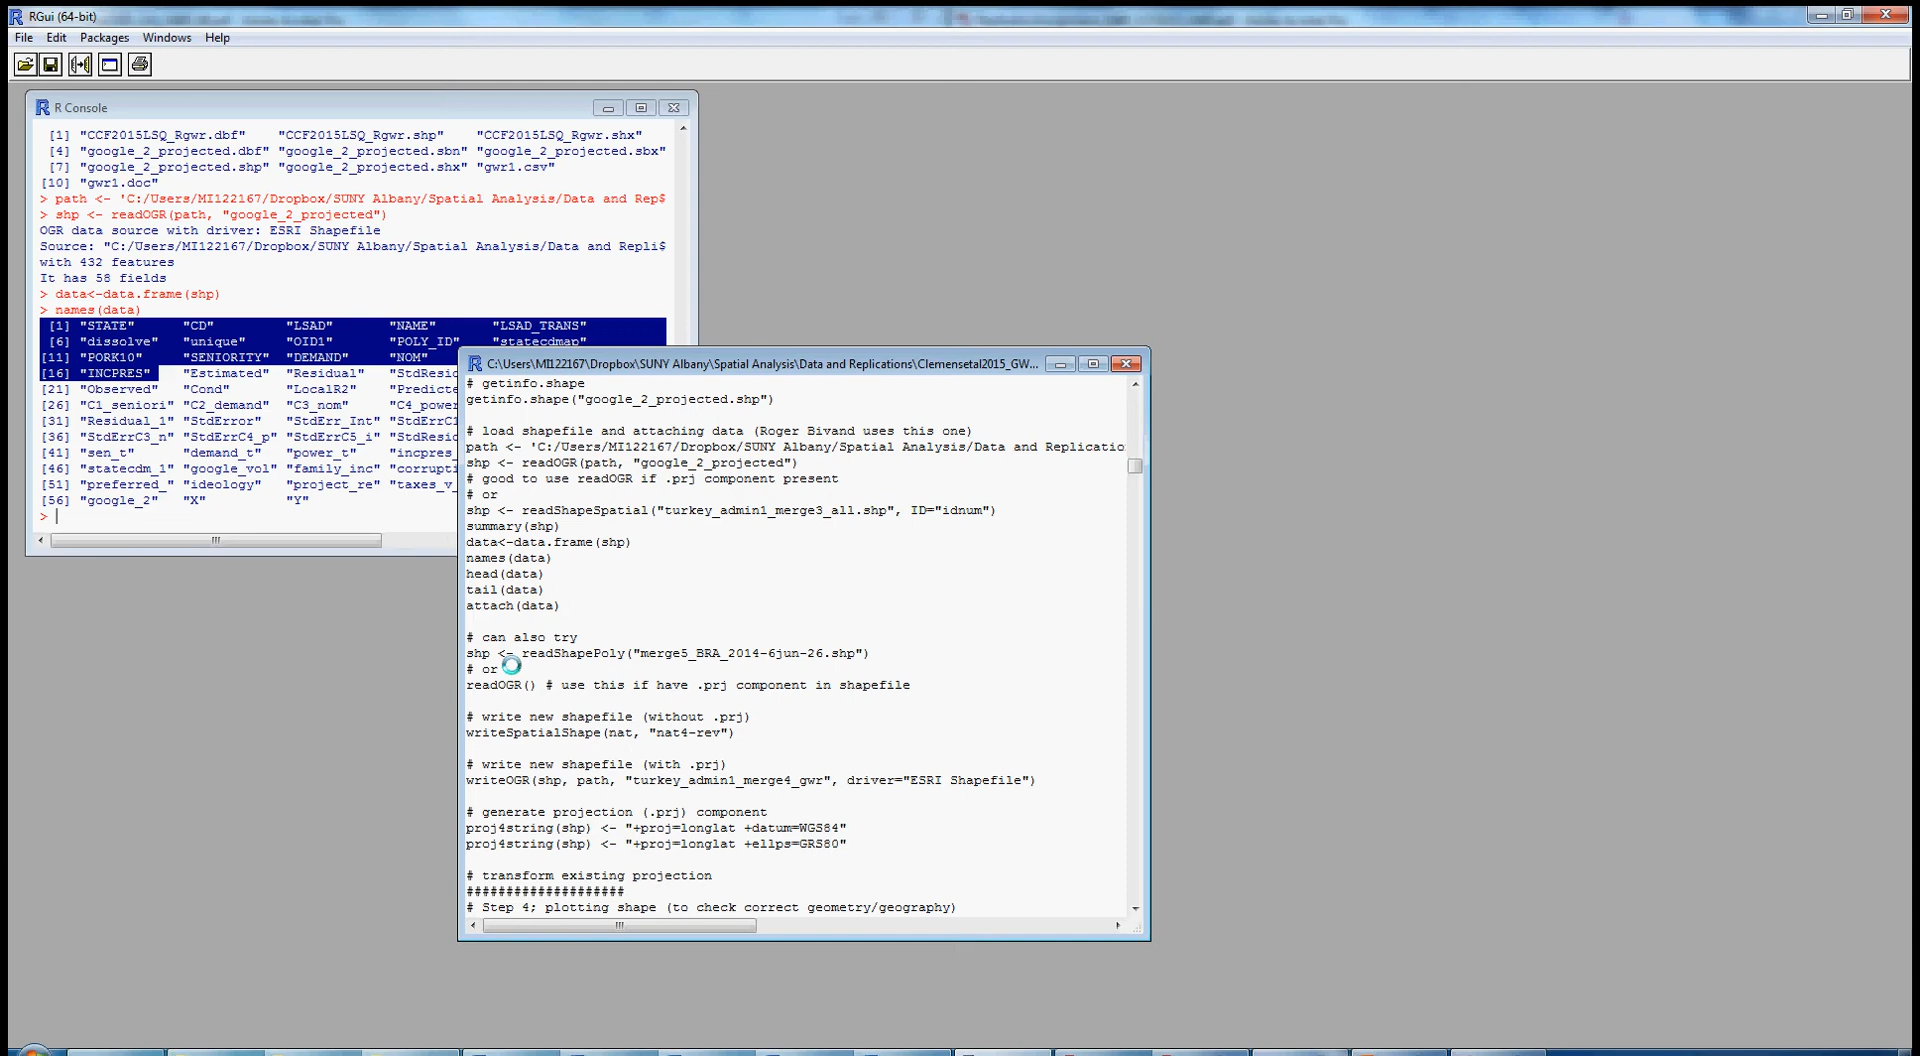 RGui (64-bit)
File Edit Packages Windows Help
R Console
[1] "CCF2015LSQ_Rgwr.dbf" "CCF2015LSQ_Rgwr.shp" "CCF2015LSQ_Rgwr.shx"
[4] "google_2_projected.dbf" "google_2_projected.sbn" "google_2_projected.sbx"
[7] "google_2_projected.shp" "google_2_projected.shx" "gwr1.csv"
[10] "gwr1.doc"
> path <- 'C:/Users/MI122167/Dropbox/SUNY Albany/Spatial Analysis/Data and Rep$
> shp <- readOGR(path, "google_2_projected")
OGR data source with driver: ESRI Shapefile
Source: "C:/Users/MI122167/Dropbox/SUNY Albany/Spatial Analysis/Data and Repli$
with 432 features
It has 58 fields
> data<-data.frame(shp)
> names(data)
[1] "STATE" "CD" "LSAD" "NAME" "LSAD_TRANS"
[6] "dissolve" "unique" "OID1" "POLY_ID" "statecdmap"
[11] "PORK10" "SENIORITY" "DEMAND" "NOM"
[16] "INCPRES" "Estimated" "Residual" "StdResid
[21] "Observed" "Cond" "LocalR2" "Predicte
[26] "C1_seniori" "C2_demand" "C3_nom" "C4_power
[31] "Residual_1" "StdError" "StdErr_Int" "StdErrC1
[36] "StdErrC3_n" "StdErrC4_p" "StdErrC5_i" "StdResid
[41] "sen_t" "demand_t" "power_t" "incpres_
[46] "statecdm_1" "google_vol" "family_inc" "corrupti
[51] "preferred_" "ideology" "project_re" "taxes_v_
[56] "google_2" "X" "Y"
>
C:\Users\MI122167\Dropbox\SUNY Albany\Spatial Analysis\Data and Replications\Clemensetal2015_GW...
# getinfo.shape
getinfo.shape("google_2_projected.shp")
# load shapefile and attaching data (Roger Bivand uses this one)
path <- 'C:/Users/MI122167/Dropbox/SUNY Albany/Spatial Analysis/Data and Replicatio
shp <- readOGR(path, "google_2_projected")
# good to use readOGR if .prj component present
# or
shp <- readShapeSpatial("turkey_admin1_merge3_all.shp", ID="idnum")
summary(shp)
data<-data.frame(shp)
names(data)
head(data)
tail(data)
attach(data)
# can also try
shp <- readShapePoly("merge5_BRA_2014-6jun-26.shp")
# or
readOGR() # use this if have .prj component in shapefile
# write new shapefile (without .prj)
writeSpatialShape(nat, "nat4-rev")
# write new shapefile (with .prj)
writeOGR(shp, path, "turkey_admin1_merge4_gwr", driver="ESRI Shapefile")
# generate projection (.prj) component
proj4string(shp) <- "+proj=longlat +datum=WGS84"
proj4string(shp) <- "+proj=longlat +ellps=GRS80"
# transform existing projection
####################
# Step 4; plotting shape (to check correct geometry/geography)